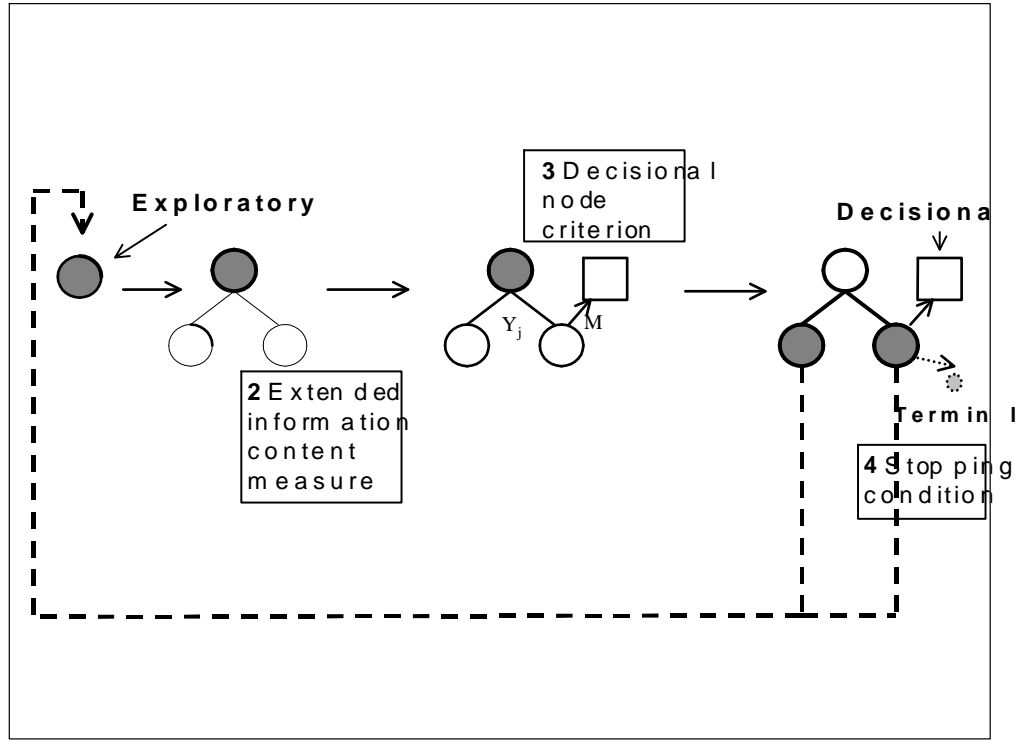 Exploratory
3 Decisional
node
criterion
Decisiona
Yj
M
2 Extended
information
content
measure
Termin l
4 Stopping
condition